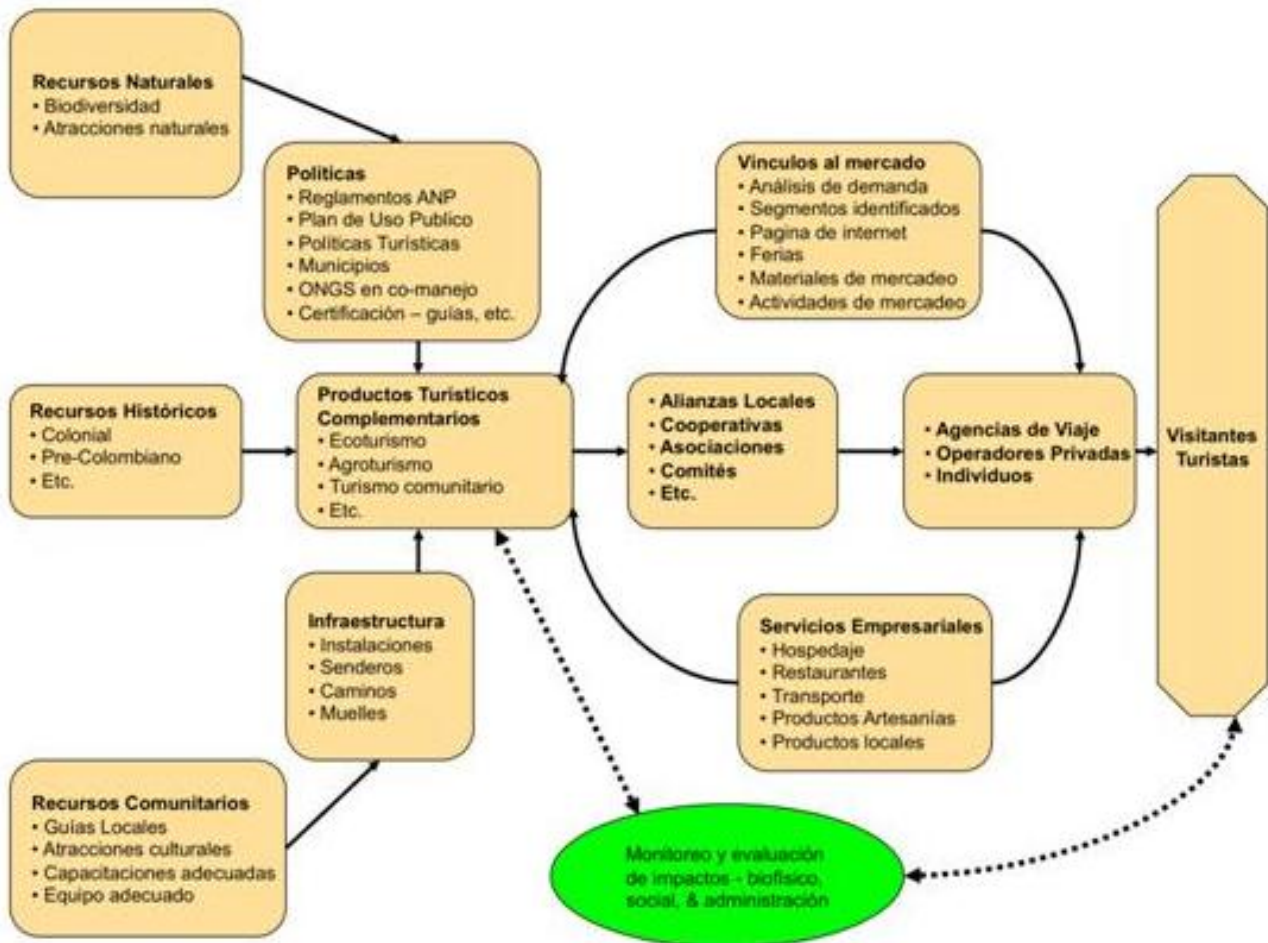 Recursos Naturales
• Biodiversidad
• Atracciones naturales
Políticas
• Reglamentos ANP
• Plan de Uso Publico
• Políticas Turísticas
• Municipios
• ONGS en co-manejo
• Certificación – guías, etc.
Vinculos al mercado
• Análisis de demanda
• Segmentos identificados
• Pagina de internet
• Ferias
• Materiales de mercadeo
• Actividades de mercadeo
Recursos Históricos
• Colonial
• Pre-Colombiano
• Etc.
Productos Turísticos
Complementarios
• Ecoturismo
• Agroturismo
• Turismo comunitario
• Etc.
• Alianzas Locales
• Cooperativas
• Asociaciones
• Comités
• Etc.
• Agencias de Viaje
• Operadores Privadas
• Individuos
Visitantes
Turistas
Infraestructura
• Instalaciones
• Senderos
• Caminos
• Muelles
Servicios Empresariales
• Hospedaje
• Restaurantes
• Transporte
• Productos Artesanías
• Productos locales
Recursos Comunitarios
• Guías Locales
• Atracciones culturales
• Capacitaciones adecuadas
• Equipo adecuado
Monitoreo y evaluación
de impactos - biofísico,
social, & administración